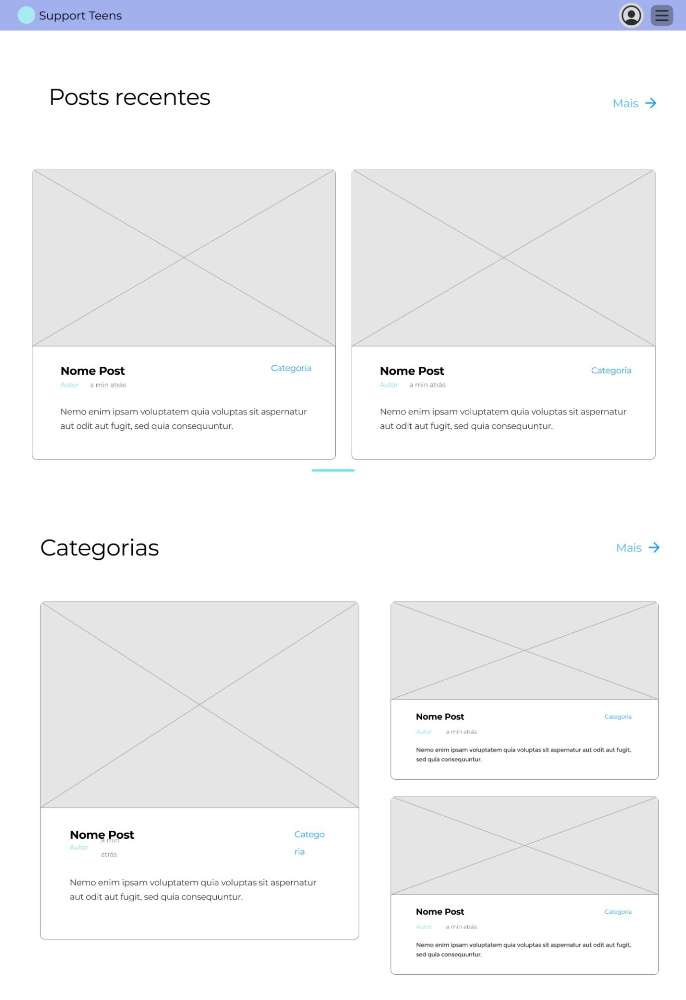 Support Teens
Posts recentes
Mais
Nome Post
Categoria
Autor a min atrás
Nemo enim ipsam voluptatem quia voluptas sit aspernatur
aut odit aut fugit, sed quia consequuntur.
Nome Post
Categoria
Autor a min atrás
Nemo enim ipsam voluptatem quia voluptas sit aspernatur
aut odit aut fugit, sed quia consequuntur.
Categorias
Mais
Nome Post
Catego
ria
Autor
a min
atrás
Nemo enim ipsam voluptatem quia voluptas sit aspernatur
aut odit aut fugit, sed quia consequuntur.
Nome Post
Categoria
Autor a min atrás
Nemo enim ipsam voluptatem quia voluptas sit aspernatur aut odit aut fugit,
sed quia consequuntur.
Nome Post
Categoria
Autor a min atrás
Nemo enim ipsam voluptatem quia voluptas sit aspernatur aut odit aut fugit,
sed quia consequuntur.